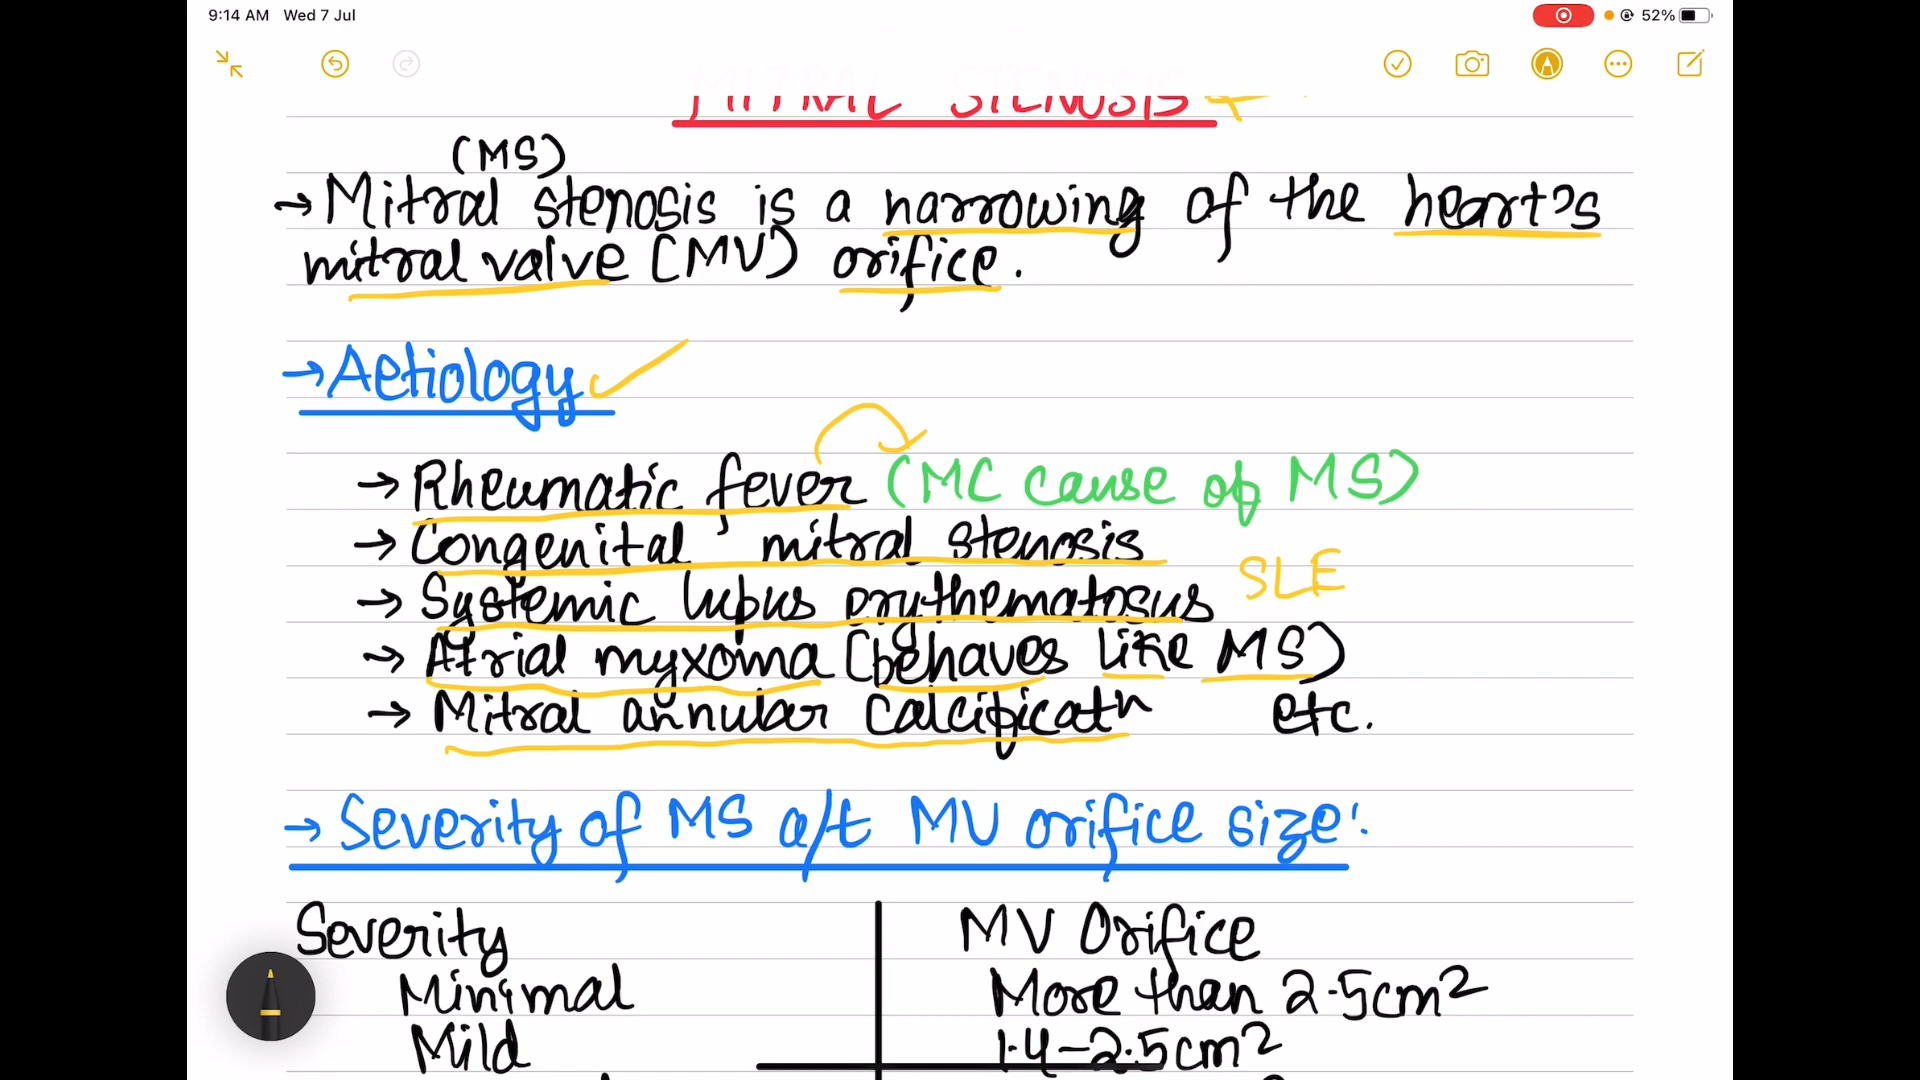 9:14 AM Wed 7 Jul
52%
MITRAL STENOSIS
(MS)
→ Mitral stenosis is a narrowing of the heart's
mitral valve (MV) orifice.
→ Aetiology
→ Rheumatic fever (MC cause of MS)
→ Congenital mitral stenosis
→ Systemic lupus erythematosus SLE
→ Atrial myxoma (behaves like MS)
→ Mitral annular calcificatn etc.
→ Severity of MS a/t MV orifice size:
Severity MV Orifice
Minimal More than 2.5cm²
Mild 1.4-2.5cm²